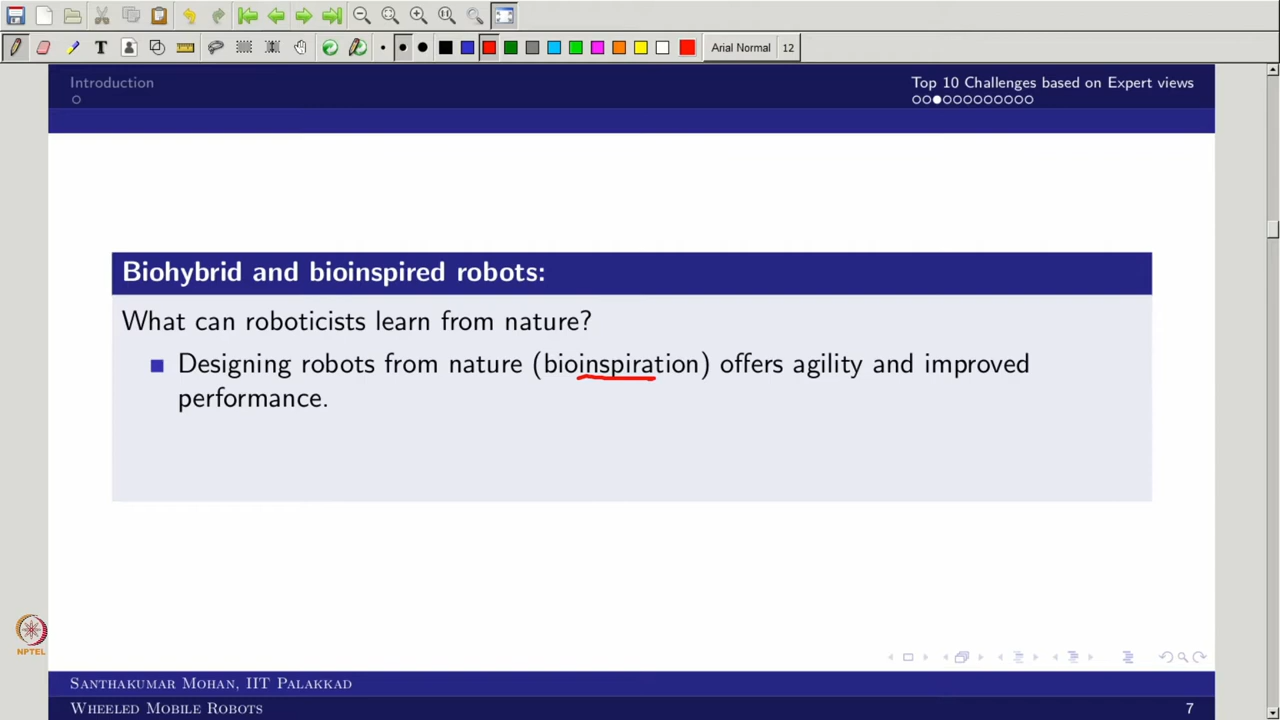 Arial Normal 12
Introduction
Top 10 Challenges based on Expert views
Biohybrid and bioinspired robots:
What can roboticists learn from nature?
Designing robots from nature (bioinspiration) offers agility and improved
performance.
NPTEL
Santhakumar Mohan, IIT Palakkad
Wheeled Mobile Robots 7